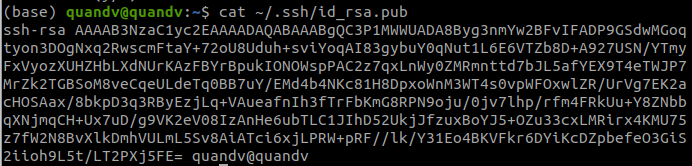 (base) quandv@quandv:~$ cat ~/.ssh/id_rsa.pub
ssh-rsa AAAAB3NzaC1yc2EAAAADAQABAAABgQC3P1MWWUADA8Byg3nmYw2BFvIFADP9GSdwMGoq
tyon3DOgNxq2RwscmFtaY+72oU8Uduh+sviYoqAI83gybuY0qNut1L6E6VTZb8D+A927USN/YTmy
FxVyozXUHZHbLXdNUrKAzFBYrBpukIONOWspPAC2z7qxLnWy0ZMRmnttd7bJL5afYEX9T4eTWJP7
MrZk2TGBSoM8veCqeULdeTq0BB7uY/EMd4b4NKc81H8DpxoWnM3WT4s0vpWFOxwlZR/UrVg7EK2a
cHOSAax/8bkpD3q3RByEzjLq+VAueafnIh3fTrFbKmG8RPN9oju/0jv7lhp/rfm4FRkUu+Y8ZNbb
qXNjmqCH+Ux7uD/g9VK2eV08IzAnHe6ubTLC1JIhD52UkjJfzuxBoYJ5+OZu33cxLMRirx4KMU75
z7fW2N8BvXlkDmhVULmL5Sv8AiATci6xjLPRW+pRF//lk/Y31Eo4BKVFkr6DYiKcDZpbefeO3GiS
2iioh9L5t/LT2PXj5FE= quandv@quandv